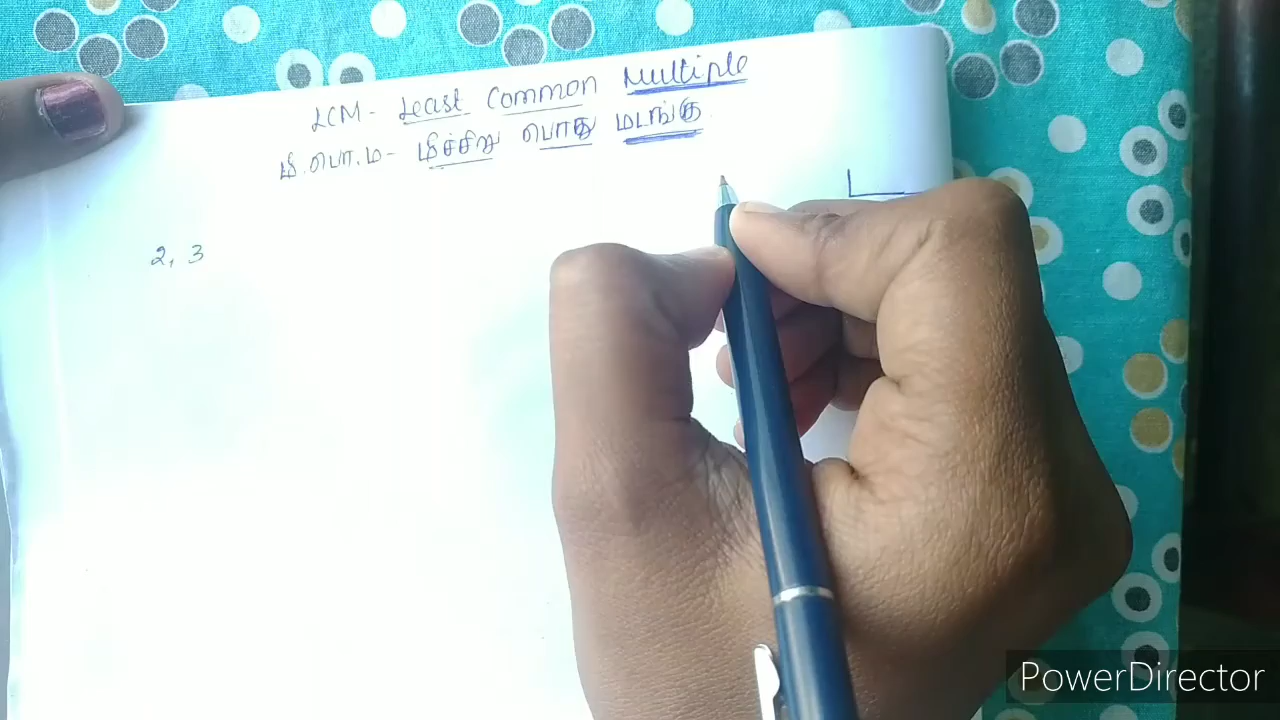 LCM - Least Common Multiple
மீ.பொ.ம - மீச்சிறு பொது மடங்கு
2, 3
PowerDirector